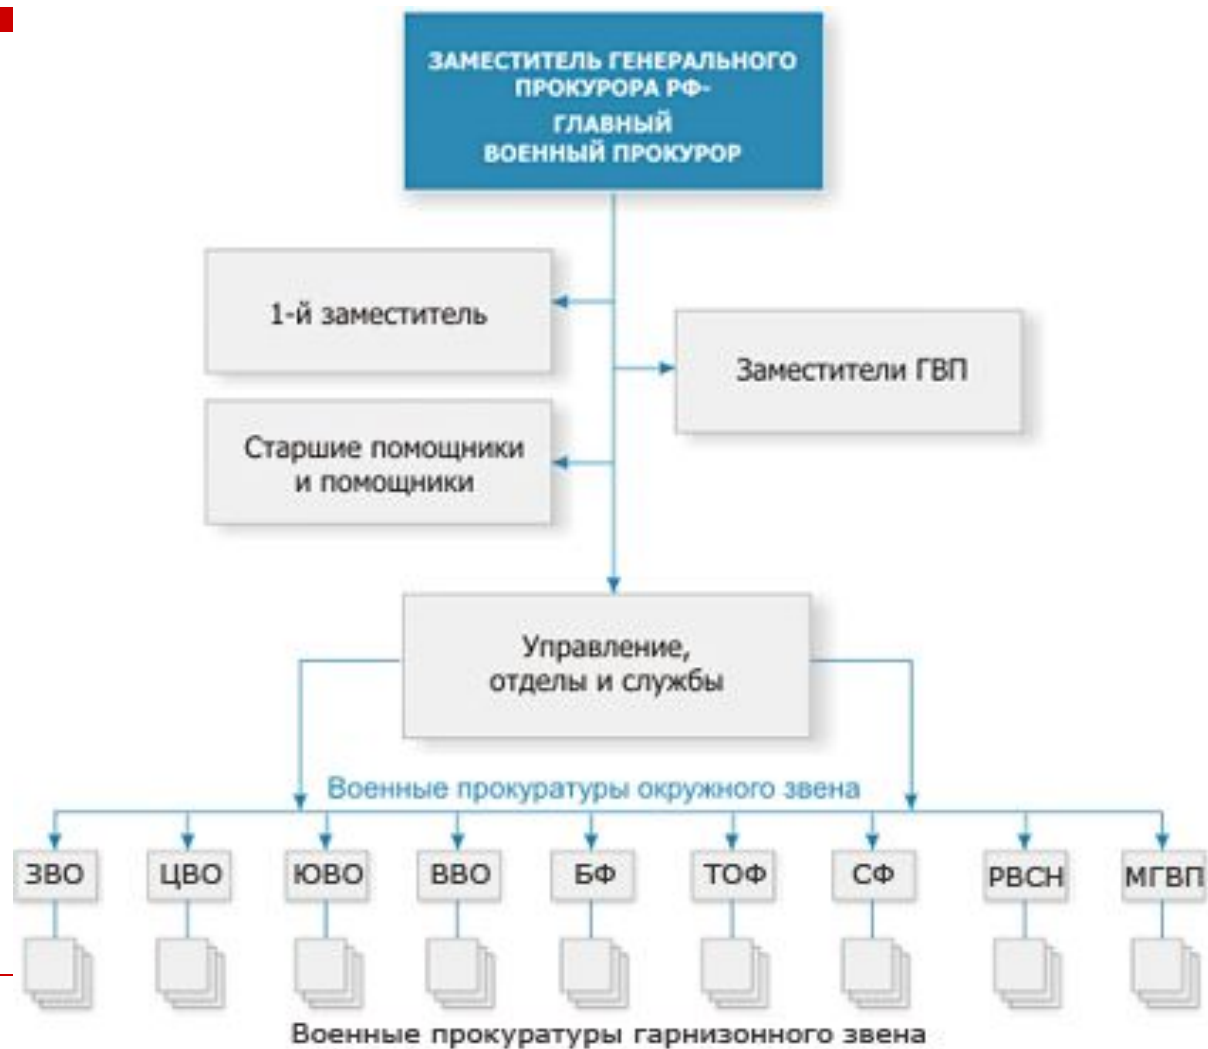 ЗАМЕСТИТЕЛЬ ГЕНЕРАЛЬНОГО
ПРОКУРОРА РФ-
ГЛАВНЫЙ
ВОЕННЫЙ ПРОКУРОР
1-й заместитель
Заместители ГВП
Старшие помощники
и помощники
Управление,
отделы и службы
Военные прокуратуры окружного звена
ЗВО
ЦВО
ЮВО
ВВО
БФ
ТОФ
СФ
РВСН
МГВП
Военные прокуратуры гарнизонного звена